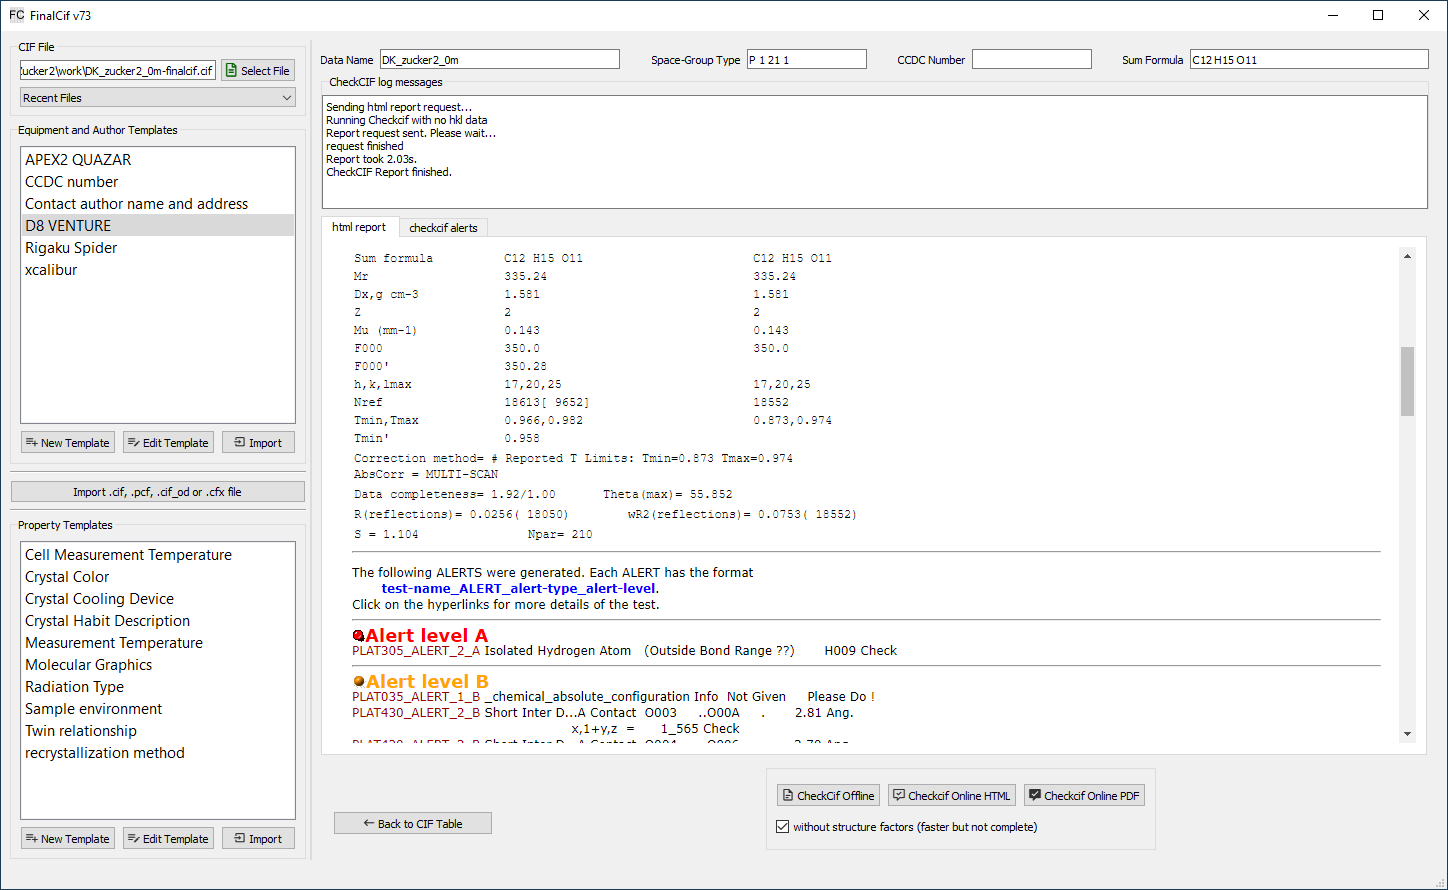 FC FinalCif v73
CIF File
:ucker2\work\DK_zucker2_0m-finalcif.cif
Select File
Recent Files
Equipment and Author Templates
APEX2 QUAZAR
CCDC number
Contact author name and address
D8 VENTURE
Rigaku Spider
xcalibur
New Template
Edit Template
Import
Import .cif, .pcf, .cif_od or .cfx file
Property Templates
Cell Measurement Temperature
Crystal Color
Crystal Cooling Device
Crystal Habit Description
Measurement Temperature
Molecular Graphics
Radiation Type
Sample environment
Twin relationship
recrystallization method
New Template
Edit Template
Import
Data Name DK_zucker2_0m
Space-Group Type P 1 21 1
CCDC Number
Sum Formula C12 H15 O11
CheckCIF log messages
Sending html report request...
Running Checkcif with no hkl data
Report request sent. Please wait...
request finished
Report took 2.03s.
CheckCIF Report finished.
html report
checkcif alerts
Sum formula C12 H15 O11 C12 H15 O11
Mr 335.24 335.24
Dx,g cm-3 1.581 1.581
Z 2 2
Mu (mm-1) 0.143 0.143
F000 350.0 350.0
F000' 350.28
h,k,lmax 17,20,25 17,20,25
Nref 18613[ 9652] 18552
Tmin,Tmax 0.966,0.982 0.873,0.974
Tmin' 0.958
Correction method= # Reported T Limits: Tmin=0.873 Tmax=0.974
AbsCorr = MULTI-SCAN
Data completeness= 1.92/1.00 Theta(max)= 55.852
R(reflections)= 0.0256( 18050) wR2(reflections)= 0.0753( 18552)
S = 1.104 Npar= 210
The following ALERTS were generated. Each ALERT has the format
test-name_ALERT_alert-type_alert-level.
Click on the hyperlinks for more details of the test.
Alert level A
PLAT305_ALERT_2_A Isolated Hydrogen Atom (Outside Bond Range ??) H009 Check
Alert level B
PLAT035_ALERT_1_B _chemical_absolute_configuration Info Not Given Please Do !
PLAT430_ALERT_2_B Short Inter D...A Contact O003 ..O00A . 2.81 Ang.
x,1+y,z = 1_565 Check
Back to CIF Table
CheckCif Offline
Checkcif Online HTML
Checkcif Online PDF
without structure factors (faster but not complete)